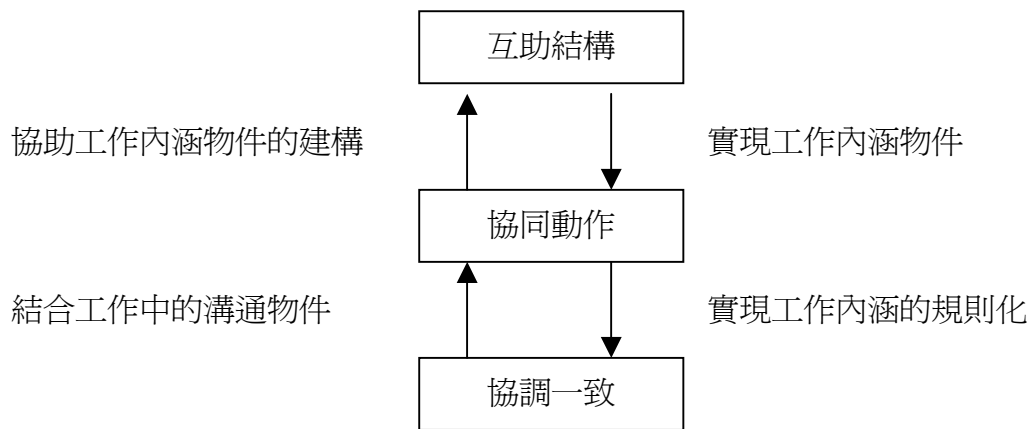 互助結構
協助工作內涵物件的建構
實現工作內涵物件
協同動作
結合工作中的溝通物件
實現工作內涵的規則化
協調一致